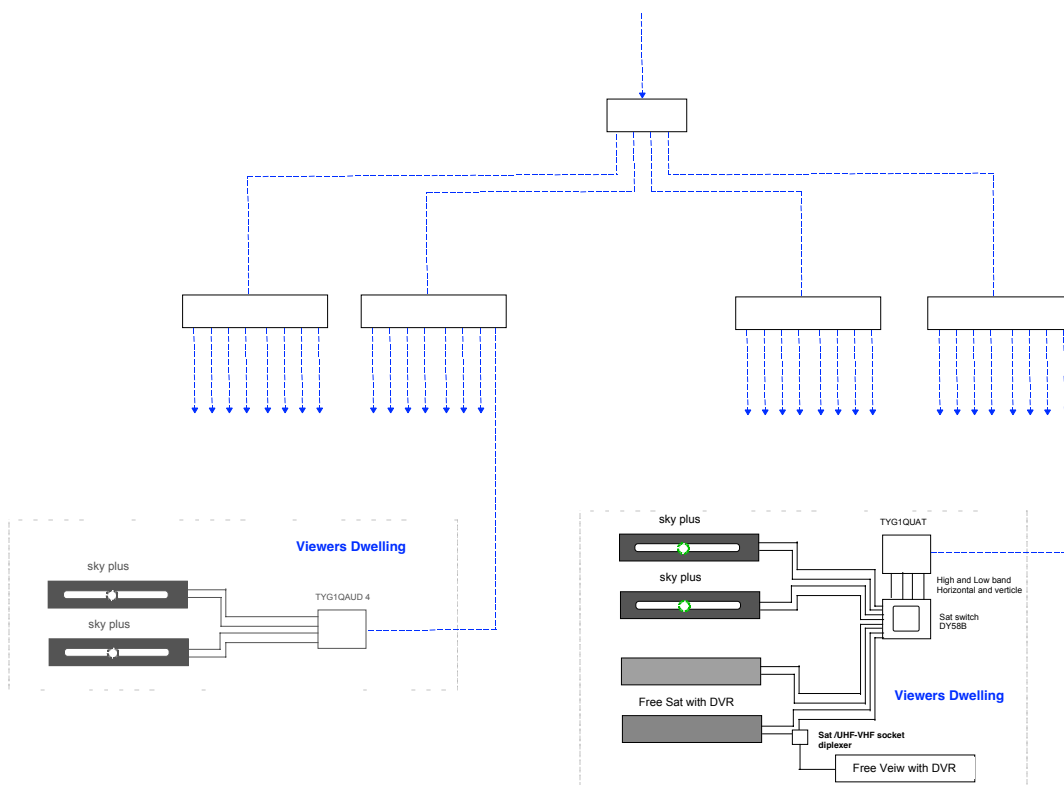 Viewers Dwelling
sky plus
TYG1QAUD 4
sky plus
sky plus
TYG1QUAT
sky plus
High and Low band
Horizontal and verticle
Sat switch
DY58B
Free Sat with DVR
Viewers Dwelling
Sat /UHF-VHF socket
diplexer
Free Veiw with DVR